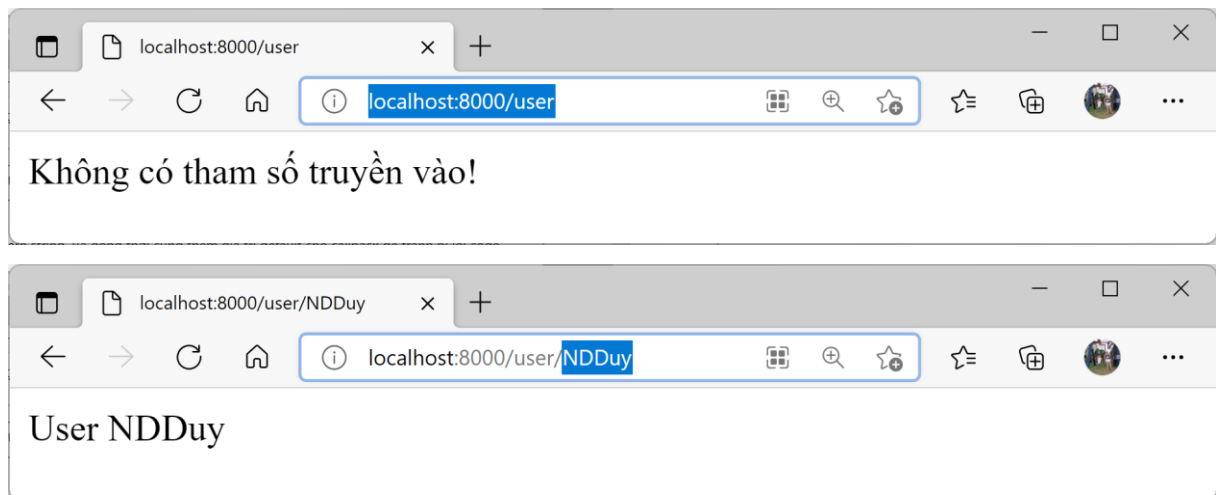 localhost:8000/user
localhost:8000/user
Không có tham số truyền vào!
localhost:8000/user/NDDuy
localhost:8000/user/NDDuy
User NDDuy